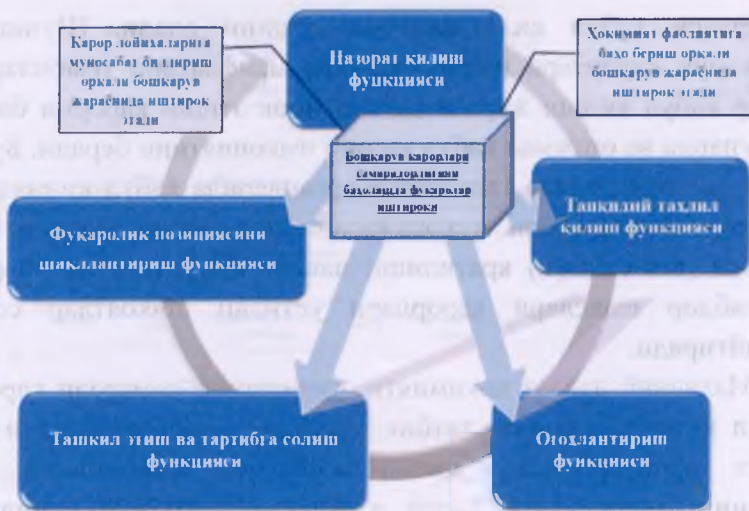 Қарор лойиҳаларига
муносабат билдириш
орқали бошқарув
жараёнида иштирок
этади
Назорат қилиш
функцияси
Ҳокимият фаолиятига
баҳо бериш орқали
бошқарув жараёнида
иштирок этади
Бошқарув қарорлари
самарадорлигини
баҳолашда фуқаролар
иштироки
Фуқаролик позициясини
шакллантириш функцияси
Танқидий таҳлил
қилиш функцияси
Ташкил этиш ва тартибга солиш
функцияси
Огоҳлантириш
функцияси